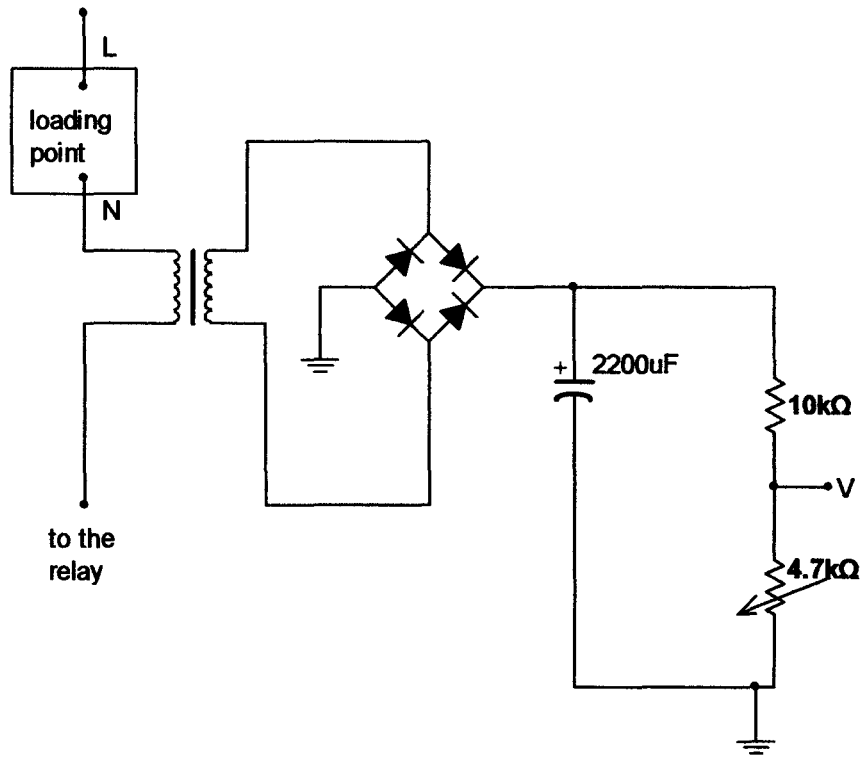 L
loading
point
N
+ 2200uF
10kΩ
V
4.7kΩ
to the
relay